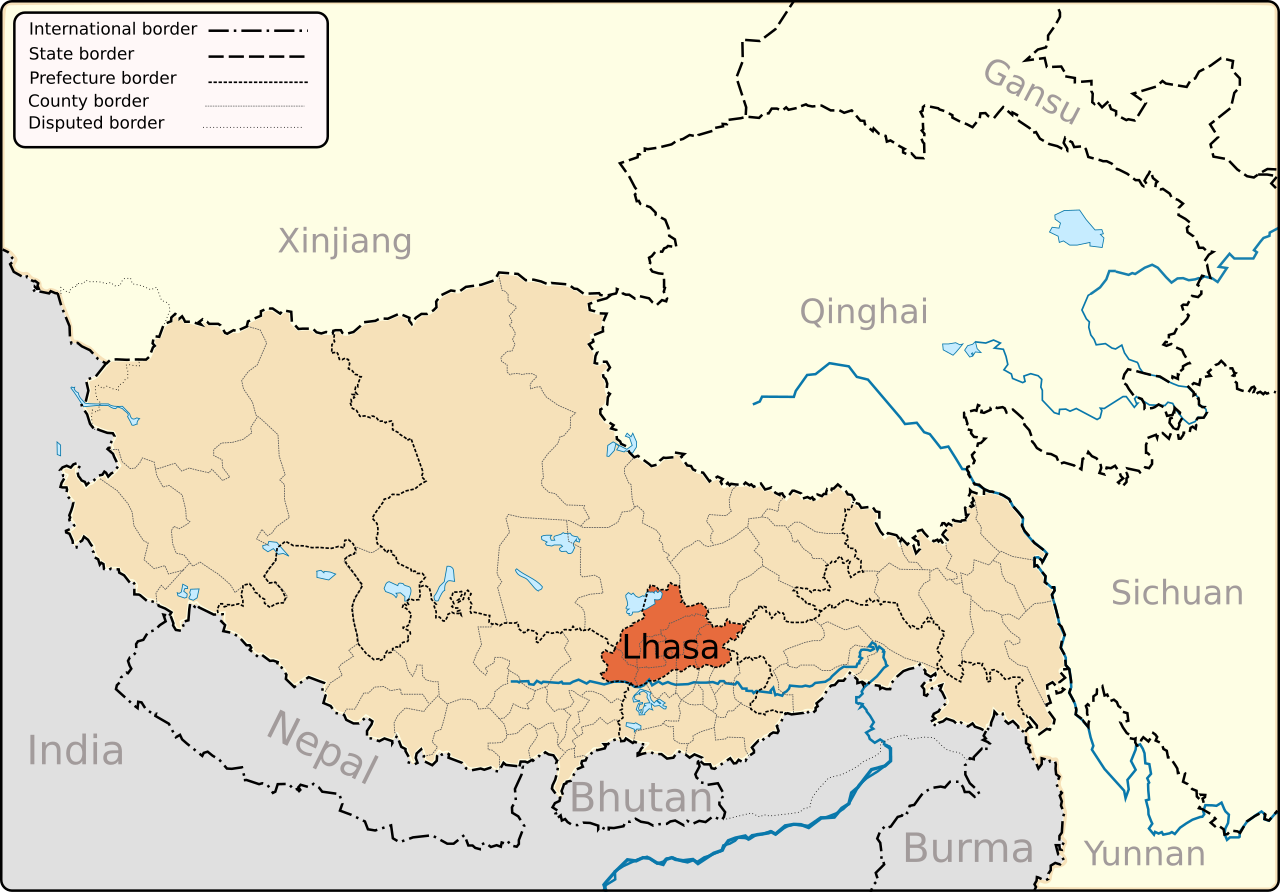 International border
State border
Prefecture border
County border
Disputed border
Gansu
Xinjiang
Qinghai
Sichuan
Lhasa
India
Nepal
Bhutan
Burma
Yunnan